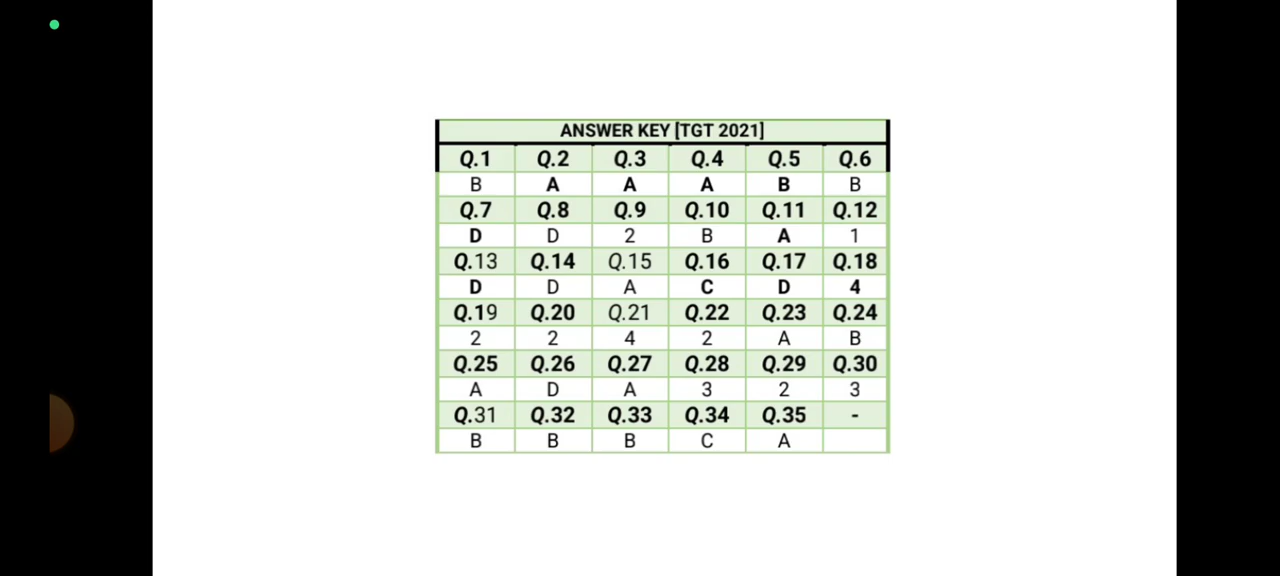 ANSWER KEY [TGT 2021]
Q.1 Q.2 Q.3 Q.4 Q.5 Q.6
B A A A B B
Q.7 Q.8 Q.9 Q.10 Q.11 Q.12
D D 2 B A 1
Q.13 Q.14 Q.15 Q.16 Q.17 Q.18
D D A C D 4
Q.19 Q.20 Q.21 Q.22 Q.23 Q.24
2 2 4 2 A B
Q.25 Q.26 Q.27 Q.28 Q.29 Q.30
A D A 3 2 3
Q.31 Q.32 Q.33 Q.34 Q.35 -
B B B C A